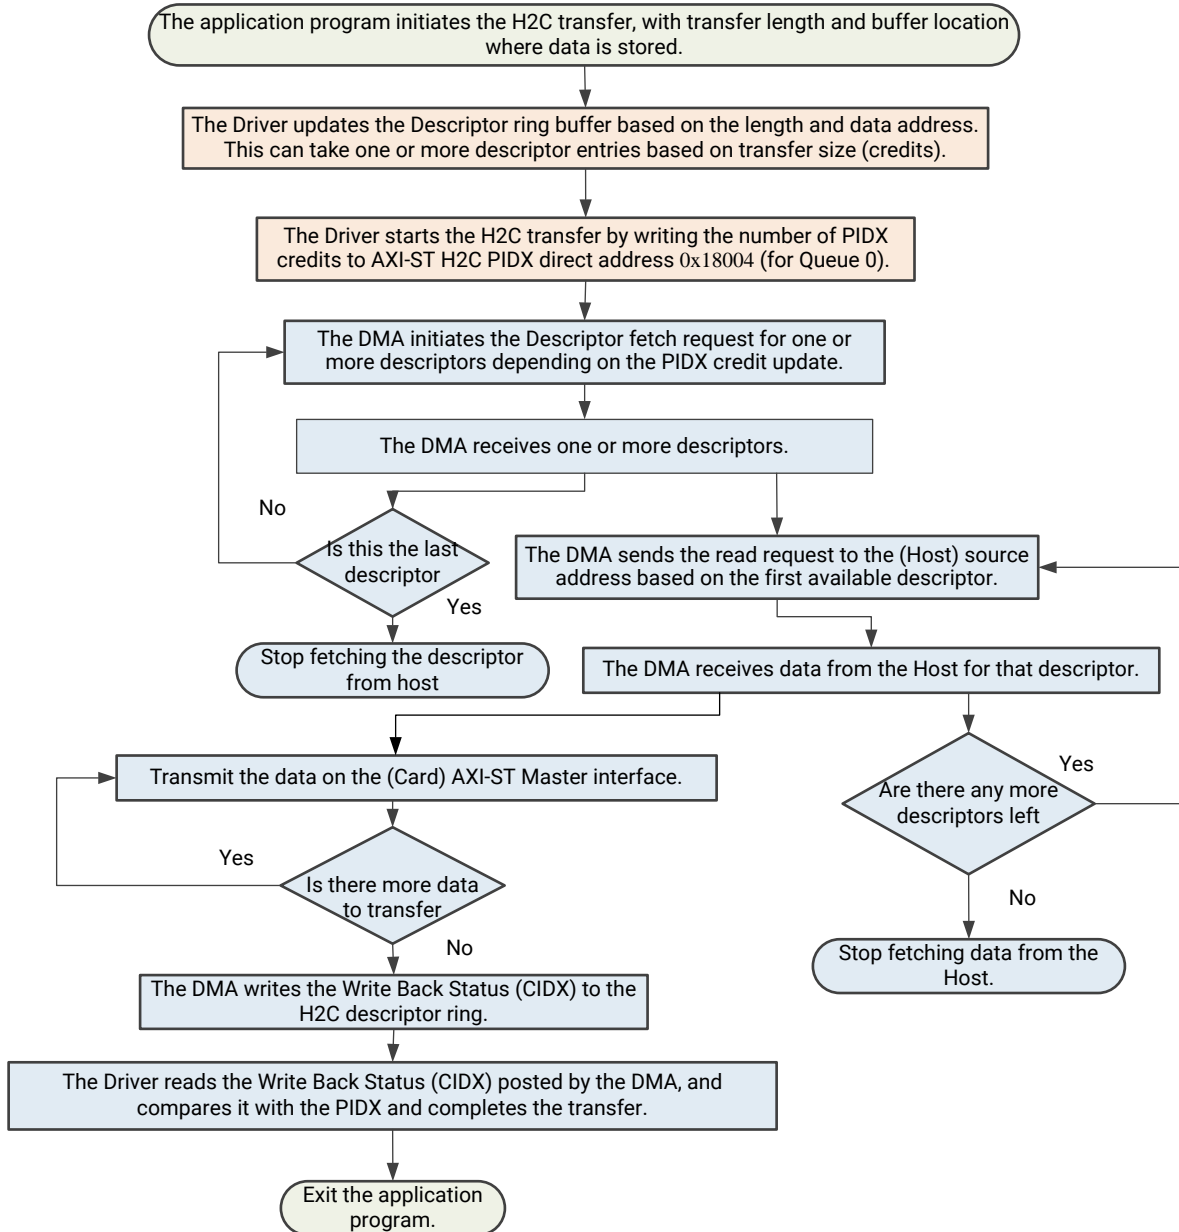 The application program initiates the H2C transfer, with transfer length and buffer location
where data is stored.
The Driver updates the Descriptor ring buffer based on the length and data address.
This can take one or more descriptor entries based on transfer size (credits).
The Driver starts the H2C transfer by writing the number of PIDX
credits to AXI-ST H2C PIDX direct address 0x18004 (for Queue 0).
The DMA initiates the Descriptor fetch request for one or
more descriptors depending on the PIDX credit update.
The DMA receives one or more descriptors.
No
Is this the last
descriptor
Yes
Stop fetching the descriptor
from host
The DMA sends the read request to the (Host) source
address based on the first available descriptor.
The DMA receives data from the Host for that descriptor.
Are there any more
descriptors left
Yes
No
Stop fetching data from the
Host.
Transmit the data on the (Card) AXI-ST Master interface.
Yes
Is there more data
to transfer
No
The DMA writes the Write Back Status (CIDX) to the
H2C descriptor ring.
The Driver reads the Write Back Status (CIDX) posted by the DMA, and
compares it with the PIDX and completes the transfer.
Exit the application
program.